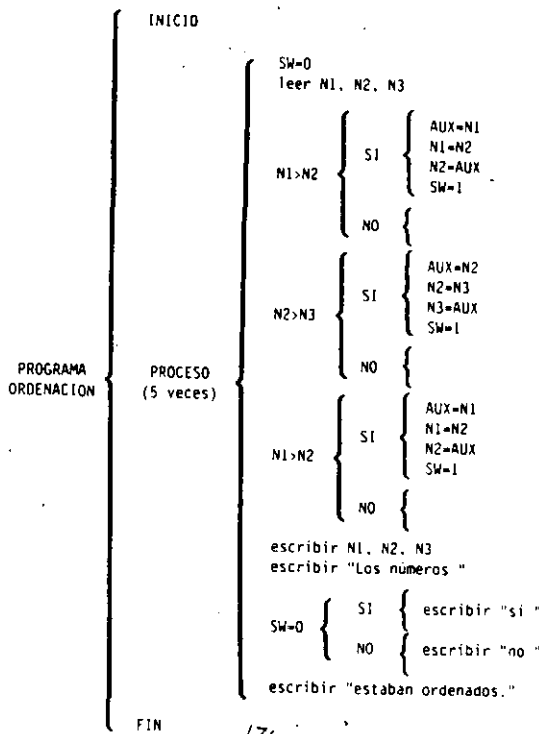 INICIO
SW=0
leer N1, N2, N3
AUX=N1
SI
N1=N2
N1>N2
N2=AUX
SW=1
NO
AUX=N2
SI
N2=N3
N2>N3
N3=AUX
SW=1
PROGRAMA
ORDENACION
PROCESO
(5 veces)
NO
AUX=N1
SI
N1=N2
N1>N2
N2=AUX
SW=1
NO
escribir N1, N2, N3
escribir "Los números "
SW=0
SI
escribir "sí "
NO
escribir "no "
escribir "estaban ordenados."
FIN